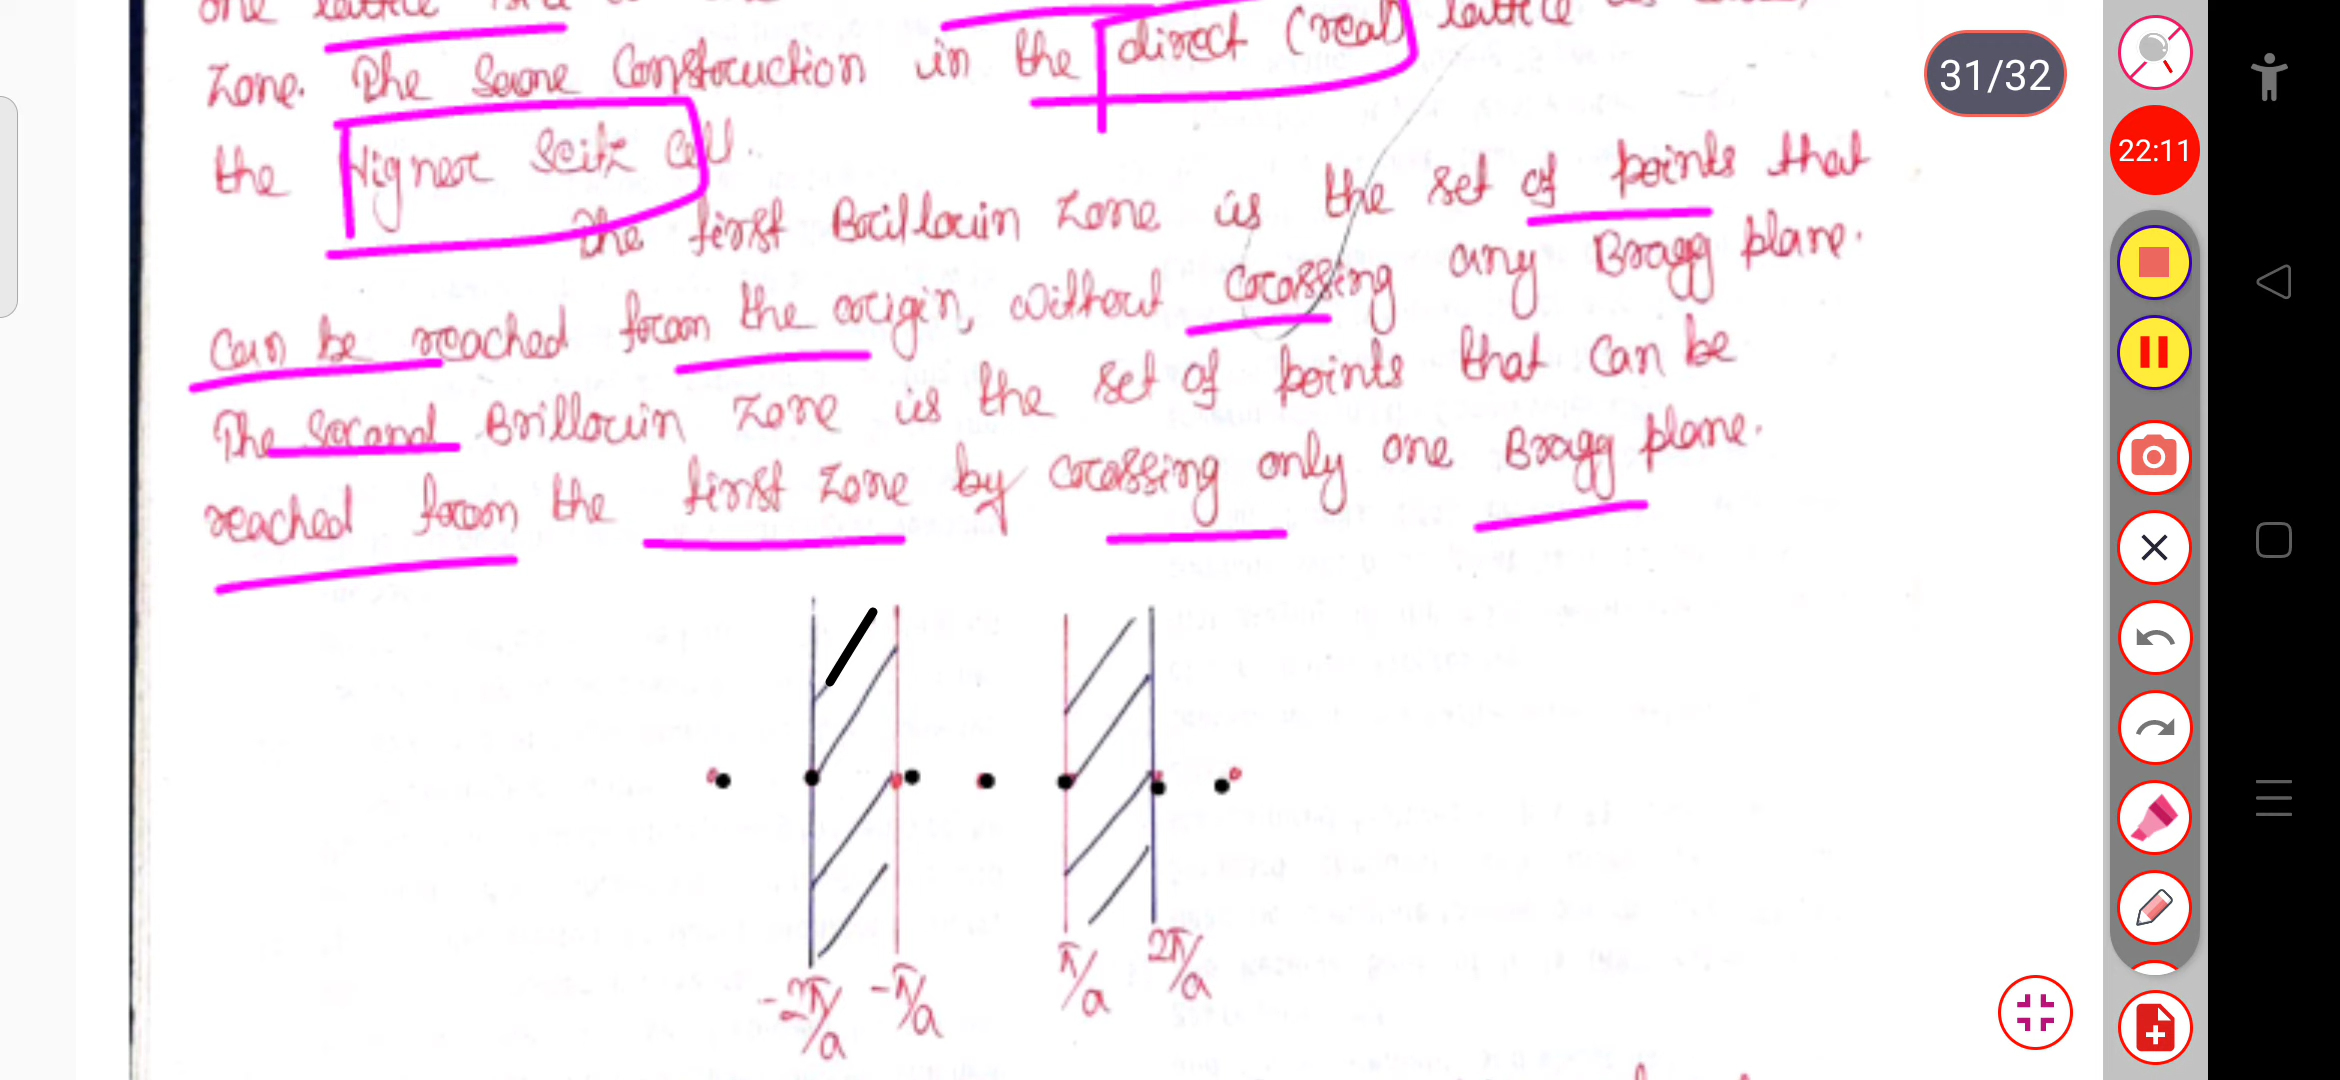 one lattice
direct (real) lattice
Zone. The Same Construction in the
the Wigner Seitz Cell.
The first Brillouin Zone is the set of points that
Can be reached from the origin, without crossing any Bragg plane.
The Second Brillouin Zone is the set of points that can be
reached from the first Zone by crossing only one Bragg plane.
-2π/a -π/a π/a 2π/a
31/32
22:11